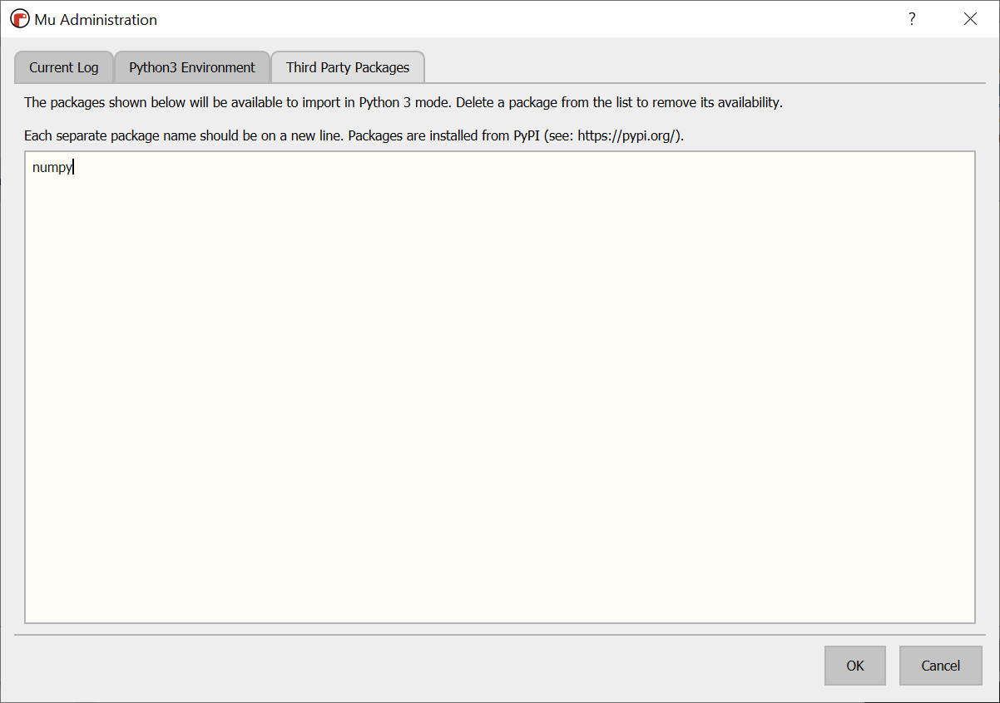 Mu Administration
?
Current Log Python3 Environment Third Party Packages
The packages shown below will be available to import in Python 3 mode. Delete a package from the list to remove its availability.
Each separate package name should be on a new line. Packages are installed from PyPI (see: https://pypi.org/).
numpy
OK Cancel